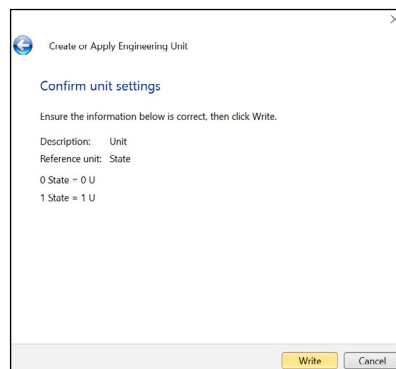 Create or Apply Engineering Unit
Confirm unit settings
Ensure the information below is correct, then click Write.
Description: Unit
Reference unit: State
0 State = 0 U
1 State = 1 U
Write Cancel